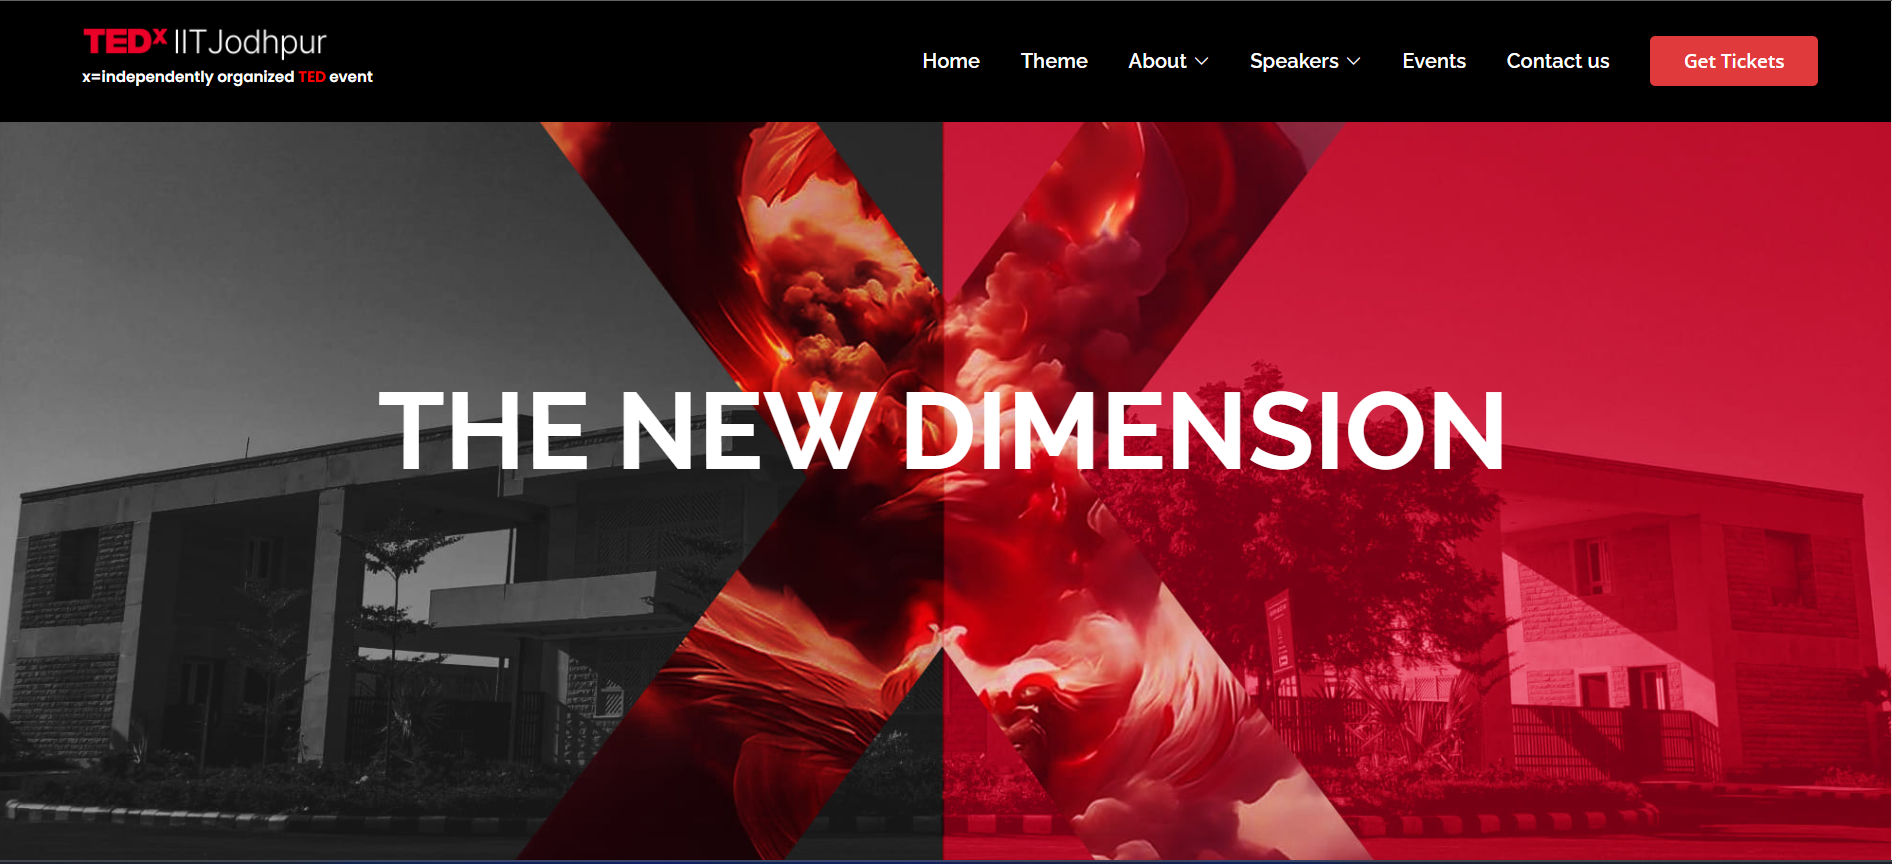 TEDx IITJodhpur
x=independently organized TED event
Home
Theme
About
Speakers
Events
Contact us
Get Tickets
THE NEW DIMENSION